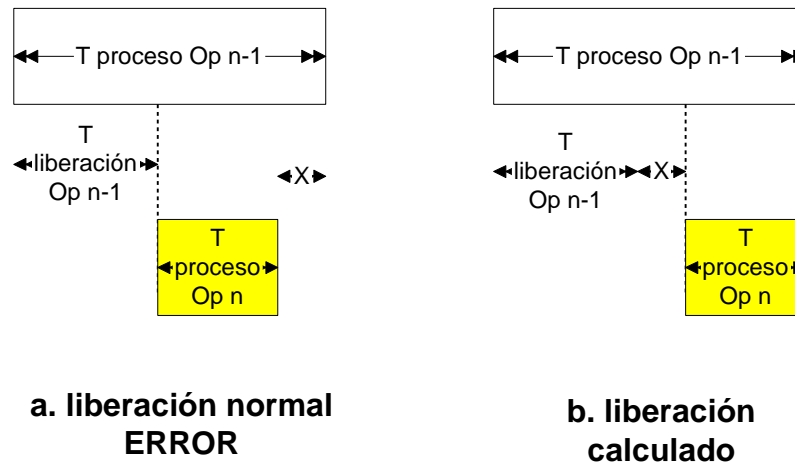 T proceso Op n-1
T proceso Op n-1
T
liberación
Op n-1
X
T
liberación
Op n-1
X
T
proceso
Op n
T
proceso
Op n
a. liberación normal
ERROR
b. liberación
calculado